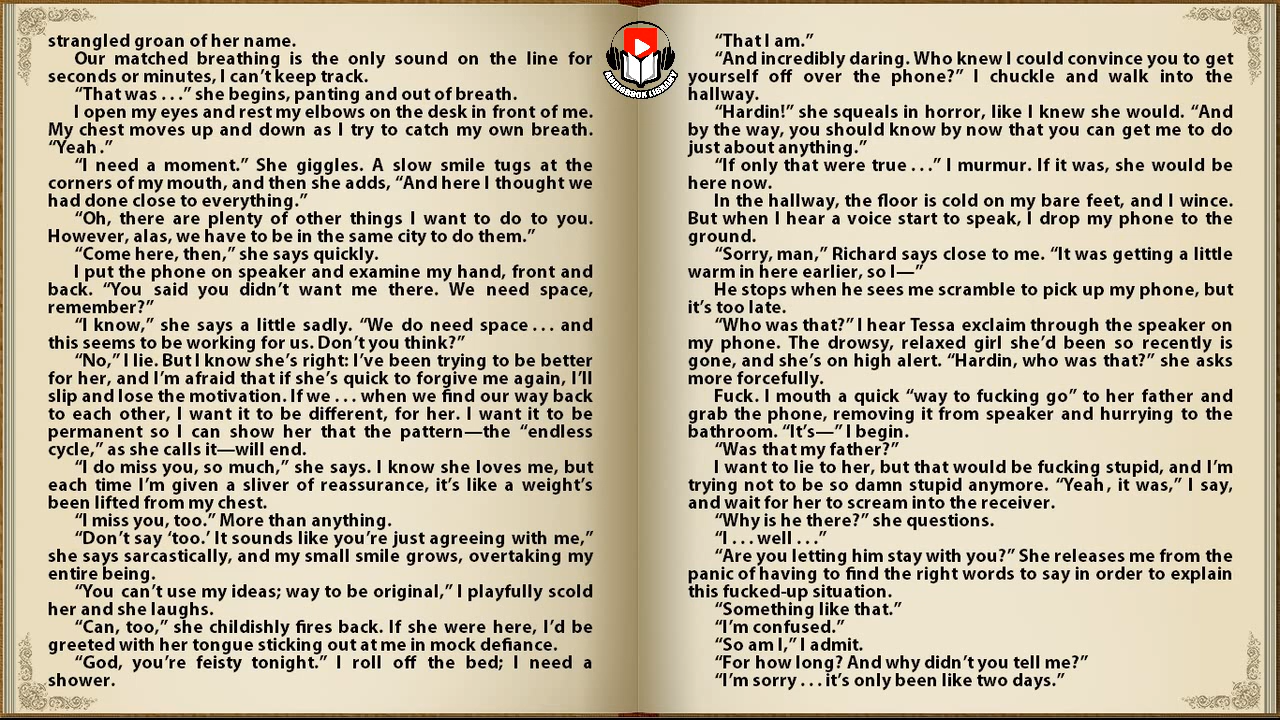 strangled groan of her name.
Our matched breathing is the only sound on the line for
seconds or minutes, I can’t keep track.
“That was . . .” she begins, panting and out of breath.
I open my eyes and rest my elbows on the desk in front of me.
My chest moves up and down as I try to catch my own breath.
“Yeah .”
“I need a moment.” She giggles. A slow smile tugs at the
corners of my mouth, and then she adds, “And here I thought we
had done close to everything.”
“Oh, there are plenty of other things I want to do to you.
However, alas, we have to be in the same city to do them.”
“Come here, then,” she says quickly.
I put the phone on speaker and examine my hand, front and
back. “You said you didn’t want me there. We need space,
remember?”
“I know,” she says a little sadly. “We do need space . . . and
this seems to be working for us. Don’t you think?”
“No,” I lie. But I know she’s right: I’ve been trying to be better
for her, and I’m afraid that if she’s quick to forgive me again, I’ll
slip and lose the motivation. If we . . . when we find our way back
to each other, I want it to be different, for her. I want it to be
permanent so I can show her that the pattern—the “endless
cycle,” as she calls it—will end.
“I do miss you, so much,” she says. I know she loves me, but
each time I’m given a sliver of reassurance, it’s like a weight’s
been lifted from my chest.
“I miss you, too.” More than anything.
“Don’t say ‘too.’ It sounds like you’re just agreeing with me,”
she says sarcastically, and my small smile grows, overtaking my
entire being.
“You can’t use my ideas; way to be original,” I playfully scold
her and she laughs.
“Can, too,” she childishly fires back. If she were here, I’d be
greeted with her tongue sticking out at me in mock defiance.
“God, you’re feisty tonight.” I roll off the bed; I need a
shower.
AUDIOBOOK LIBRARY
“That I am.”
“And incredibly daring. Who knew I could convince you to get
yourself off over the phone?” I chuckle and walk into the
hallway.
“Hardin!” she squeals in horror, like I knew she would. “And
by the way, you should know by now that you can get me to do
just about anything.”
“If only that were true . . .” I murmur. If it was, she would be
here now.
In the hallway, the floor is cold on my bare feet, and I wince.
But when I hear a voice start to speak, I drop my phone to the
ground.
“Sorry, man,” Richard says close to me. “It was getting a little
warm in here earlier, so I—”
He stops when he sees me scramble to pick up my phone, but
it’s too late.
“Who was that?” I hear Tessa exclaim through the speaker on
my phone. The drowsy, relaxed girl she’d been so recently is
gone, and she’s on high alert. “Hardin, who was that?” she asks
more forcefully.
Fuck. I mouth a quick “way to fucking go” to her father and
grab the phone, removing it from speaker and hurrying to the
bathroom. “It’s—” I begin.
“Was that my father?”
I want to lie to her, but that would be fucking stupid, and I’m
trying not to be so damn stupid anymore. “Yeah , it was,” I say,
and wait for her to scream into the receiver.
“Why is he there?” she questions.
“I . . . well . . .”
“Are you letting him stay with you?” She releases me from the
panic of having to find the right words to say in order to explain
this fucked-up situation.
“Something like that.”
“I’m confused.”
“So am I,” I admit.
“For how long? And why didn’t you tell me?”
“I’m sorry . . . it’s only been like two days.”